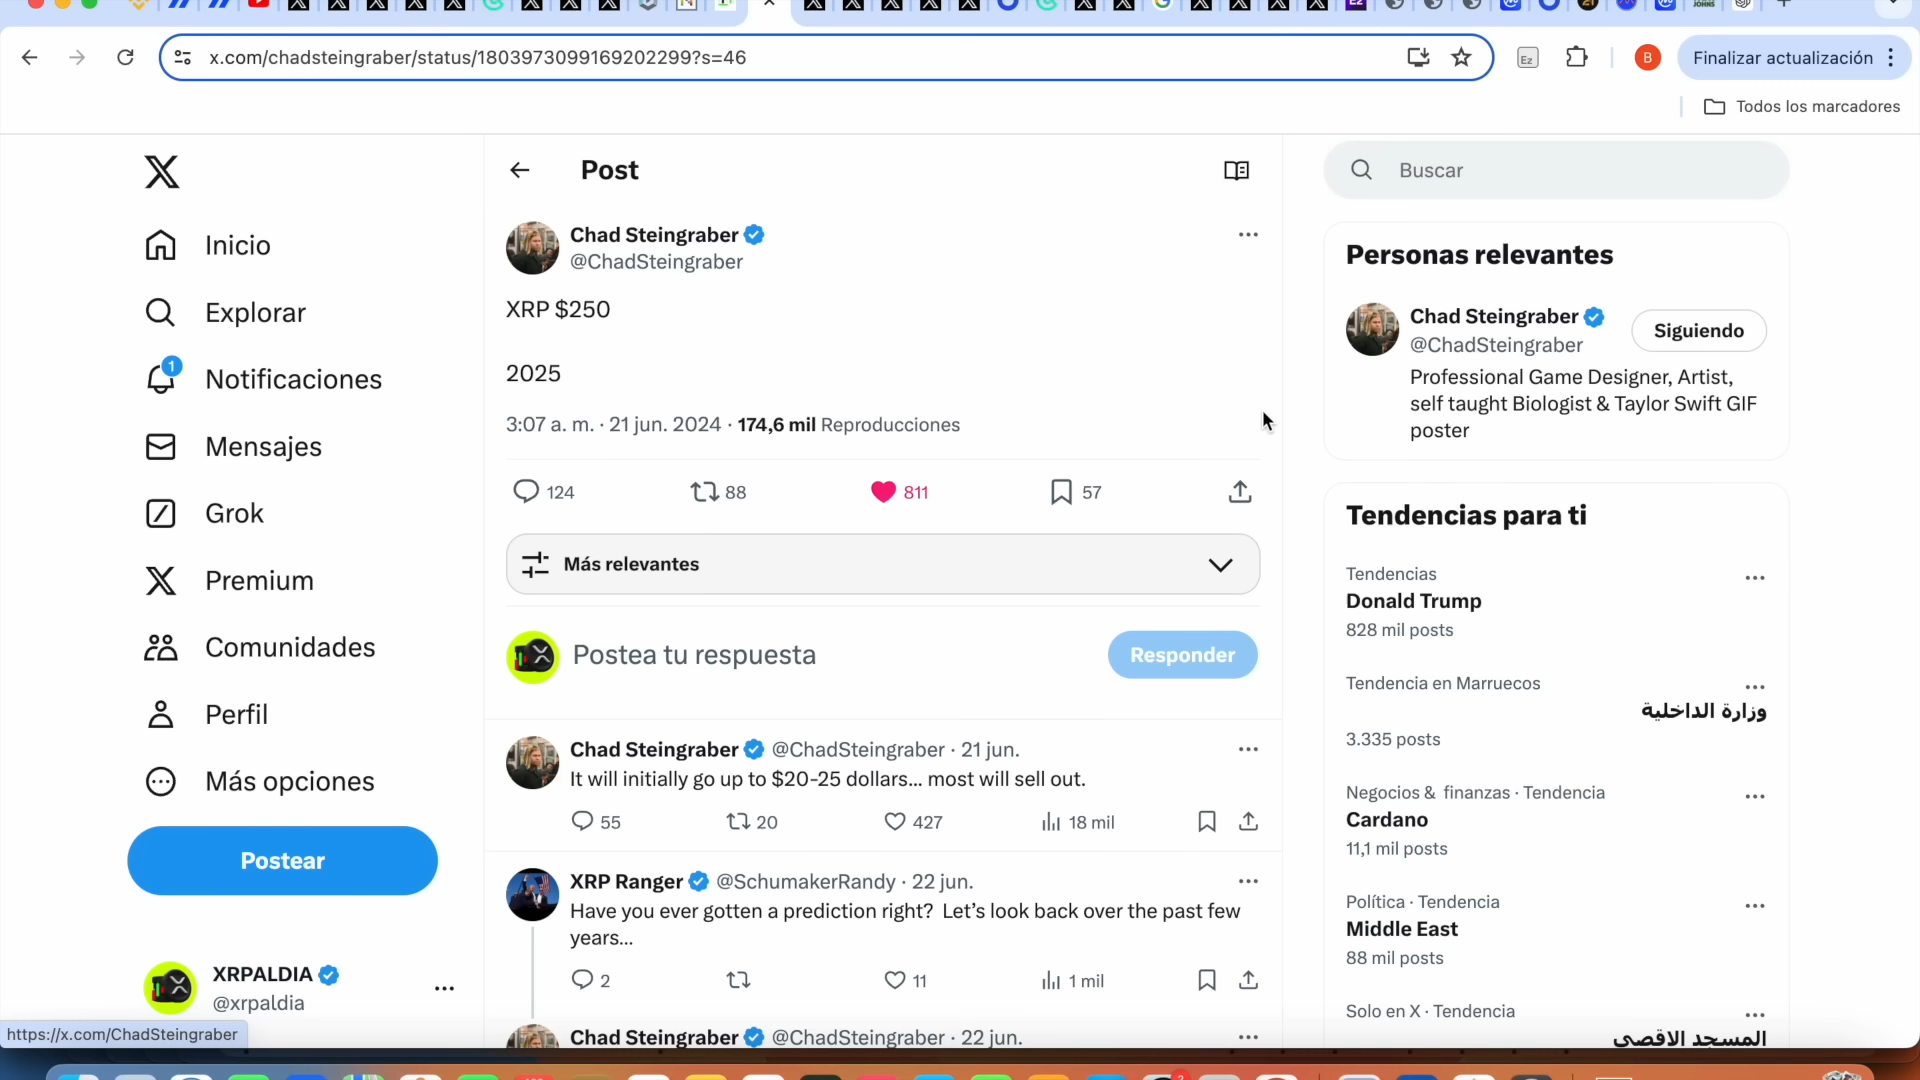 x.com/chadsteingraber/status/1803973099169202299?s=46
Ez
B
Finalizar actualización
Todos los marcadores
Post
Buscar
Inicio
Explorar
1
Notificaciones
Mensajes
Grok
Premium
Comunidades
Perfil
Más opciones
Postear
XRPALDIA
@xrpaldia
https://x.com/ChadSteingraber
Chad Steingraber
@ChadSteingraber
XRP $250
2025
3:07 a. m. · 21 jun. 2024 · 174,6 mil Reproducciones
124 88 811 57
Más relevantes
Postea tu respuesta
Responder
Chad Steingraber @ChadSteingraber · 21 jun.
It will initially go up to $20-25 dollars... most will sell out.
55 20 427 18 mil
XRP Ranger @SchumakerRandy · 22 jun.
Have you ever gotten a prediction right? Let's look back over the past few
years...
2 11 1 mil
Chad Steingraber @ChadSteingraber · 22 jun.
Personas relevantes
Chad Steingraber
@ChadSteingraber
Siguiendo
Professional Game Designer, Artist,
self taught Biologist & Taylor Swift GIF
poster
Tendencias para ti
Tendencias
Donald Trump
828 mil posts
Tendencia en Marruecos
وزارة الداخلية
3.335 posts
Negocios & finanzas · Tendencia
Cardano
11,1 mil posts
Política · Tendencia
Middle East
88 mil posts
Solo en X · Tendencia
المسجد الاقصى